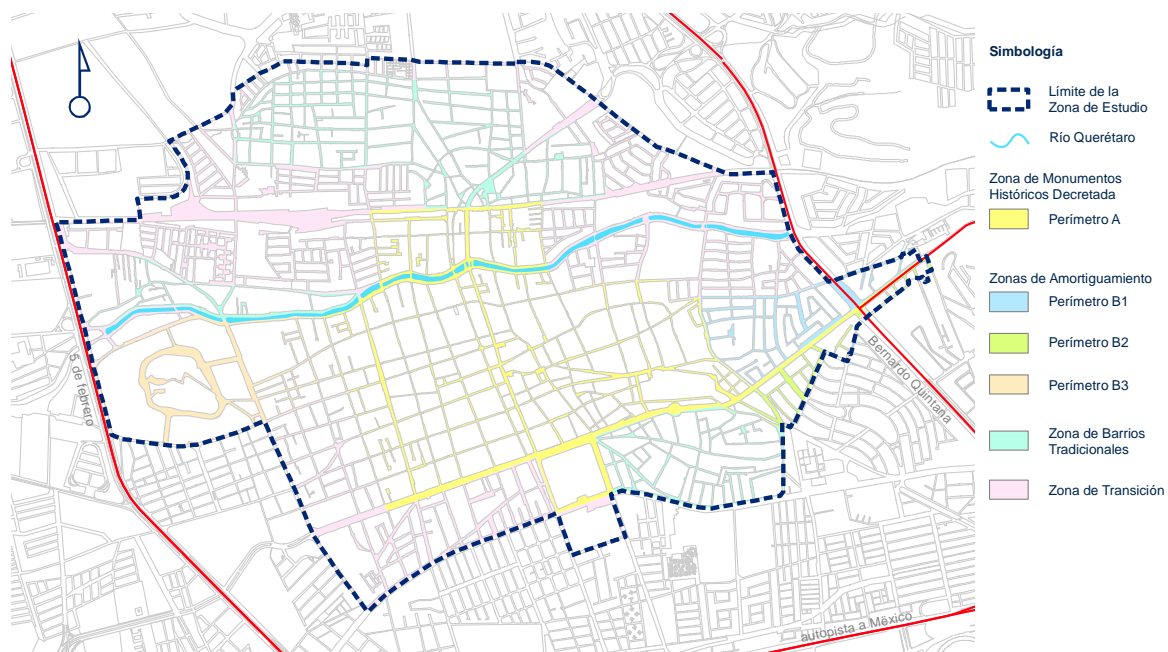 Simbología
Límite de la
Zona de Estudio
Río Querétaro
Zona de Monumentos
Históricos Decretada
Perímetro A
Zonas de Amortiguamiento
Perímetro B1
Perímetro B2
Perímetro B3
Zona de Barrios
Tradicionales
Zona de Transición
5 de febrero
Bernardo Quintana
autopista a México